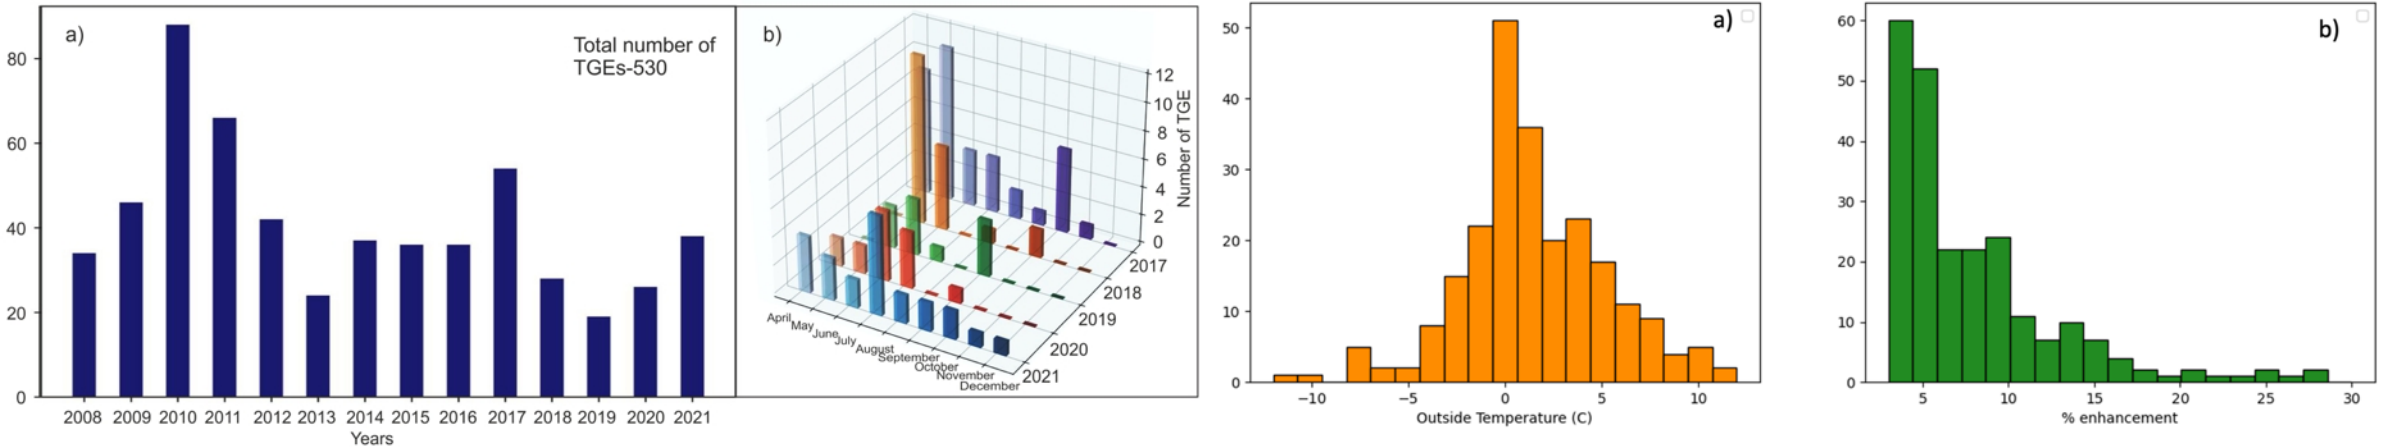 a)
Total number of
TGEs-530
80
60
40
20
0
2008 2009 2010 2011 2012 2013 2014 2015 2016 2017 2018 2019 2020 2021
Years
b)
12
10
8
6
4
2
0
Number of TGE
2017
2018
2019
2020
2021
April
May
June
July
August
September
October
November
December
a)
50
40
30
20
10
0
−10 −5 0 5 10
Outside Temperature (C)
b)
60
50
40
30
20
10
0
5 10 15 20 25 30
% enhancement